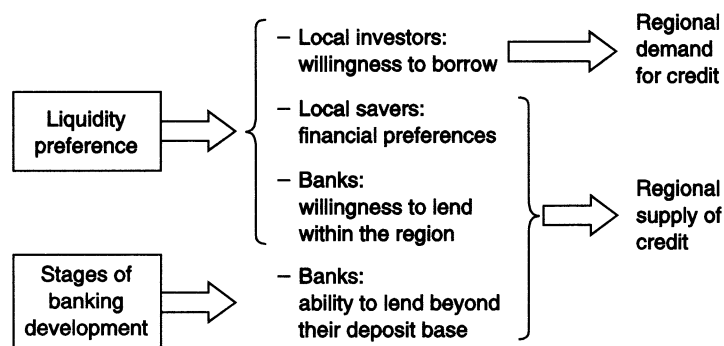 Liquidity
preference
Stages of
banking
development
– Local investors:
willingness to borrow
– Local savers:
financial preferences
– Banks:
willingness to lend
within the region
– Banks:
ability to lend beyond
their deposit base
Regional
demand
for credit
Regional
supply of
credit